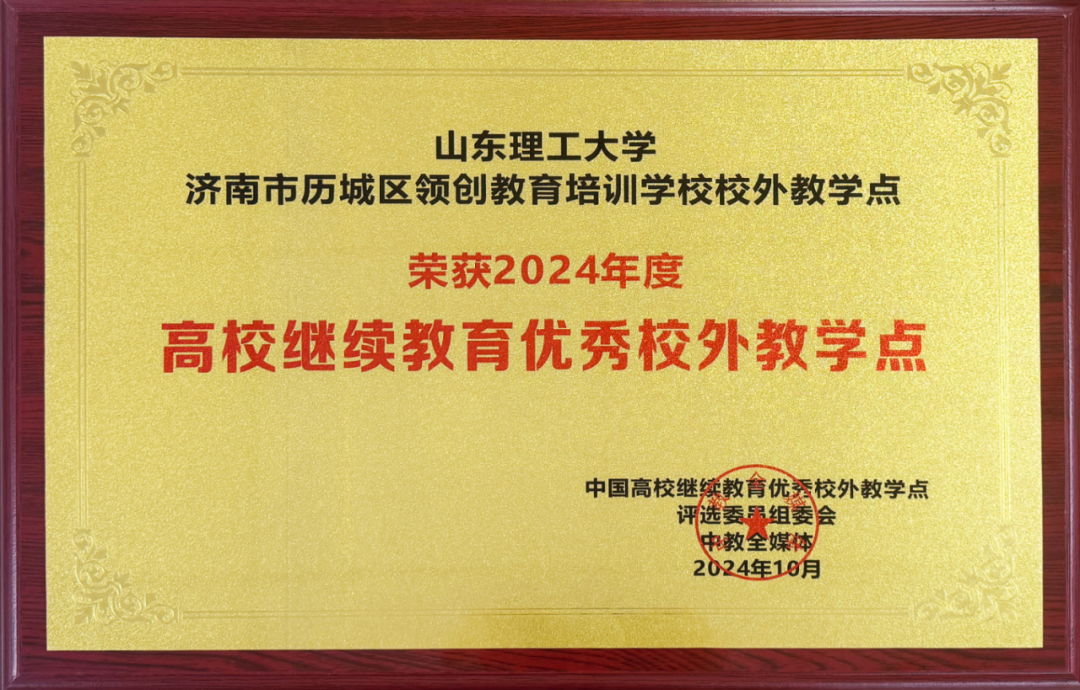 山东理工大学
济南市历城区领创教育培训学校校外教学点
荣获2024年度
高校继续教育优秀校外教学点
中国高校继续教育优秀校外教学点
评选委员组委会
中教全媒体
2024年10月